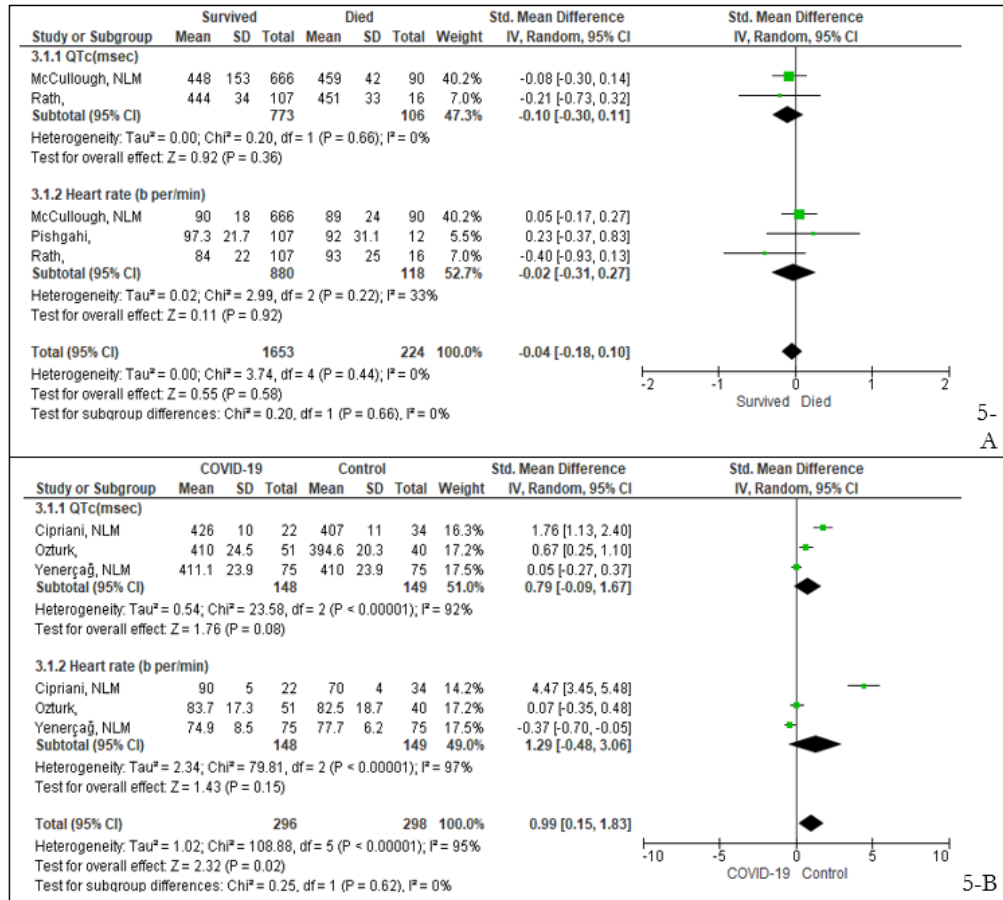 Survived Died Std. Mean Difference Std. Mean Difference
Study or Subgroup Mean SD Total Mean SD Total Weight IV, Random, 95% CI IV, Random, 95% CI
3.1.1 QTc(msec)
McCullough, NLM 448 153 666 459 42 90 40.2% -0.08 [-0.30, 0.14]
Rath, 444 34 107 451 33 16 7.0% -0.21 [-0.73, 0.32]
Subtotal (95% CI) 773 106 47.3% -0.10 [-0.30, 0.11]
Heterogeneity: Tau² = 0.00; Chi² = 0.20, df = 1 (P = 0.66); I² = 0%
Test for overall effect: Z = 0.92 (P = 0.36)
3.1.2 Heart rate (b per/min)
McCullough, NLM 90 18 666 89 24 90 40.2% 0.05 [-0.17, 0.27]
Pishgahi, 97.3 21.7 107 92 31.1 12 5.5% 0.23 [-0.37, 0.83]
Rath, 84 22 107 93 25 16 7.0% -0.40 [-0.93, 0.13]
Subtotal (95% CI) 880 118 52.7% -0.02 [-0.31, 0.27]
Heterogeneity: Tau² = 0.02; Chi² = 2.99, df = 2 (P = 0.22); I² = 33%
Test for overall effect: Z = 0.11 (P = 0.92)
Total (95% CI) 1653 224 100.0% -0.04 [-0.18, 0.10]
Heterogeneity: Tau² = 0.00; Chi² = 3.74, df = 4 (P = 0.44); I² = 0%
Test for overall effect: Z = 0.55 (P = 0.58)
Test for subgroup differences: Chi² = 0.20, df = 1 (P = 0.66), I² = 0%
-2 -1 0 1 2
Survived Died
5-
A
COVID-19 Control Std. Mean Difference Std. Mean Difference
Study or Subgroup Mean SD Total Mean SD Total Weight IV, Random, 95% CI IV, Random, 95% CI
3.1.1 QTc(msec)
Cipriani, NLM 426 10 22 407 11 34 16.3% 1.76 [1.13, 2.40]
Ozturk, 410 24.5 51 394.6 20.3 40 17.2% 0.67 [0.25, 1.10]
Yenerçağ, NLM 411.1 23.9 75 410 23.9 75 17.5% 0.05 [-0.27, 0.37]
Subtotal (95% CI) 148 149 51.0% 0.79 [-0.09, 1.67]
Heterogeneity: Tau² = 0.54; Chi² = 23.58, df = 2 (P < 0.00001); I² = 92%
Test for overall effect: Z = 1.76 (P = 0.08)
3.1.2 Heart rate (b per/min)
Cipriani, NLM 90 5 22 70 4 34 14.2% 4.47 [3.45, 5.48]
Ozturk, 83.7 17.3 51 82.5 18.7 40 17.2% 0.07 [-0.35, 0.48]
Yenerçağ, NLM 74.9 8.5 75 77.7 6.2 75 17.5% -0.37 [-0.70, -0.05]
Subtotal (95% CI) 148 149 49.0% 1.29 [-0.48, 3.06]
Heterogeneity: Tau² = 2.34; Chi² = 79.81, df = 2 (P < 0.00001); I² = 97%
Test for overall effect: Z = 1.43 (P = 0.15)
Total (95% CI) 296 298 100.0% 0.99 [0.15, 1.83]
Heterogeneity: Tau² = 1.02; Chi² = 108.88, df = 5 (P < 0.00001); I² = 95%
Test for overall effect: Z = 2.32 (P = 0.02)
Test for subgroup differences: Chi² = 0.25, df = 1 (P = 0.62), I² = 0%
-10 -5 0 5 10
COVID-19 Control
5-B